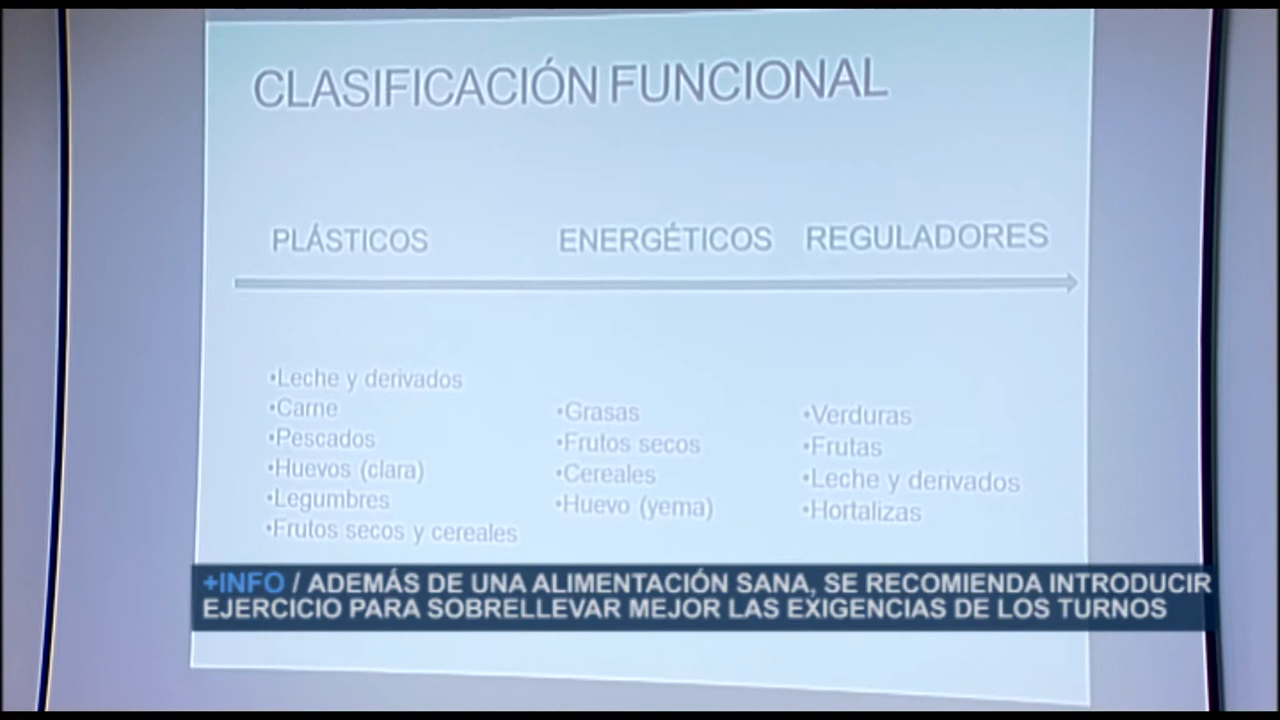 CLASIFICACIÓN FUNCIONAL
PLÁSTICOS
ENERGÉTICOS
REGULADORES
•Leche y derivados
•Carne
•Pescados
•Huevos (clara)
•Legumbres
•Frutos secos y cereales
•Grasas
•Frutos secos
•Cereales
•Huevo (yema)
•Verduras
•Frutas
•Leche y derivados
•Hortalizas
+INFO / ADEMÁS DE UNA ALIMENTACIÓN SANA, SE RECOMIENDA INTRODUCIR
EJERCICIO PARA SOBRELLEVAR MEJOR LAS EXIGENCIAS DE LOS TURNOS